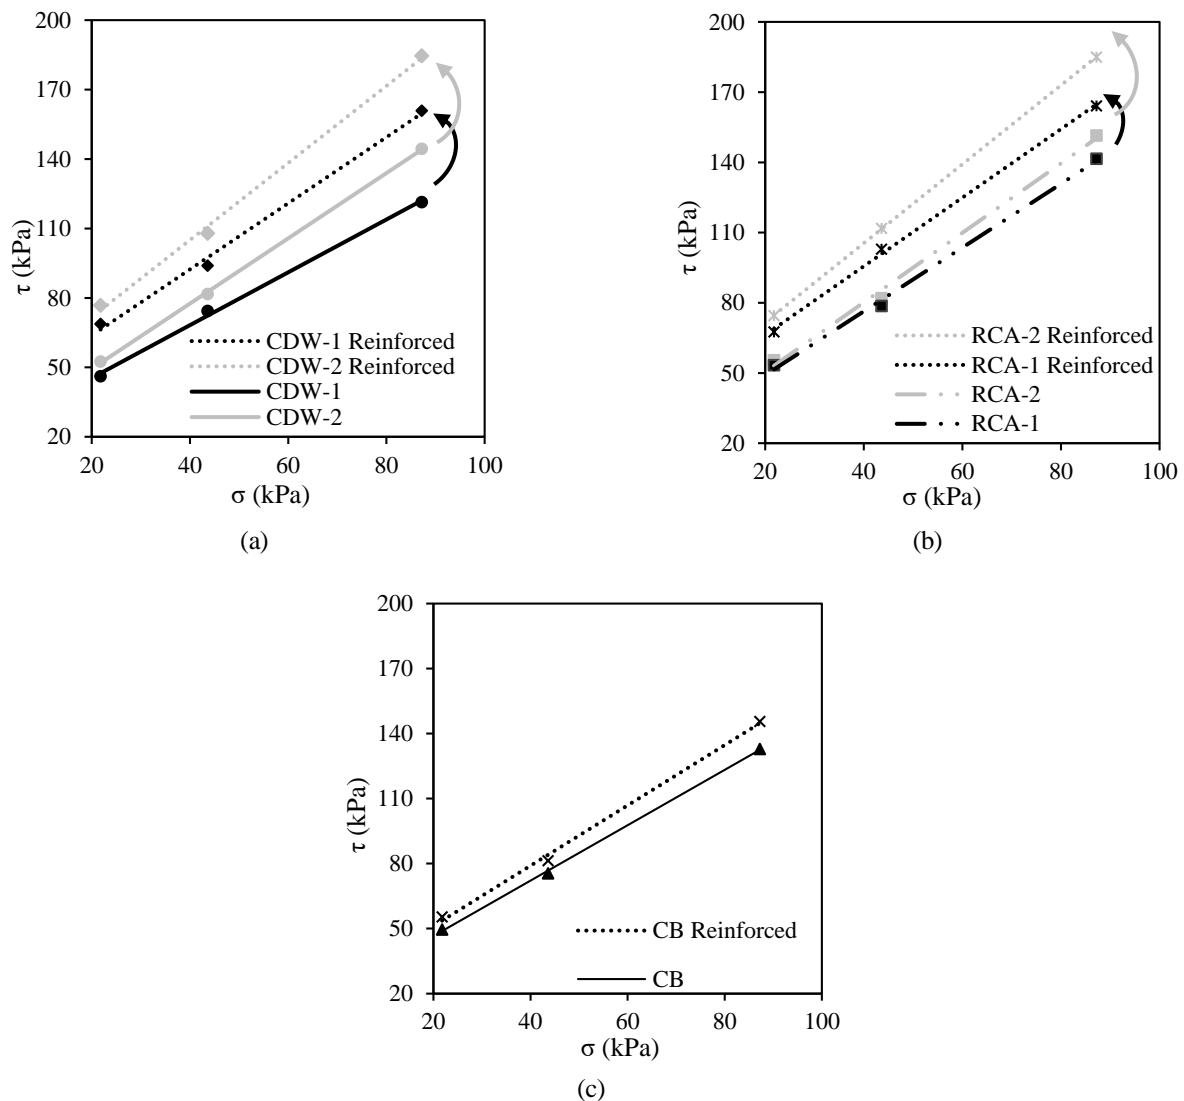 200
170
140
110
80
50
20
τ (kPa)
CDW-1 Reinforced
CDW-2 Reinforced
CDW-1
CDW-2
20 40 60 80 100
σ (kPa)
(a)
200
170
140
110
80
50
20
τ (kPa)
RCA-2 Reinforced
RCA-1 Reinforced
RCA-2
RCA-1
20 40 60 80 100
σ (kPa)
(b)
200
170
140
110
80
50
20
τ (kPa)
CB Reinforced
CB
20 40 60 80 100
σ (kPa)
(c)